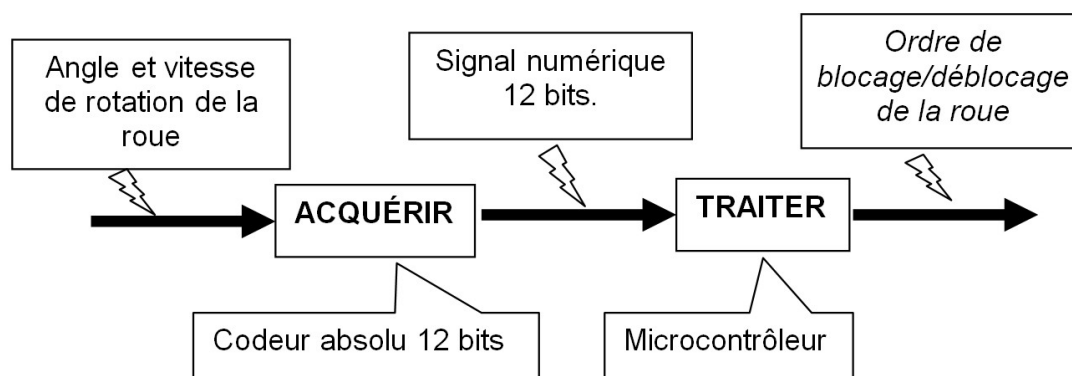 Angle et vitesse
de rotation de la
roue
Signal numérique
12 bits.
Ordre de
blocage/déblocage
de la roue
ACQUÉRIR
TRAITER
Codeur absolu 12 bits
Microcontrôleur